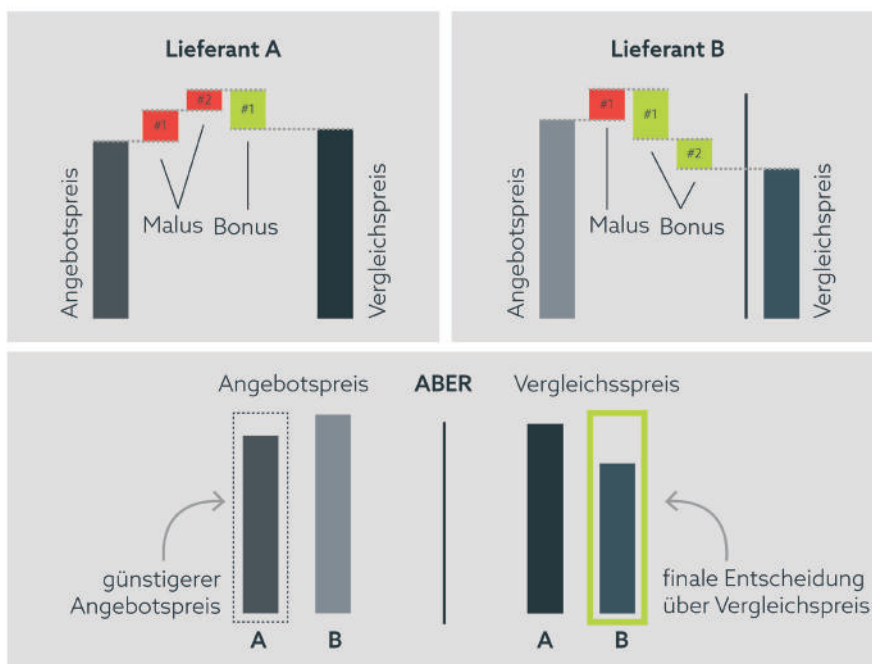 Lieferant A
#1
#2
#1
Angebotspreis
Malus
Bonus
Vergleichspreis
Lieferant B
#1
#1
#2
Angebotspreis
Malus
Bonus
Vergleichspreis
Angebotspreis
ABER
Vergleichsspreis
günstigerer
Angebotspreis
finale Entscheidung
über Vergleichpreis
A
B
A
B